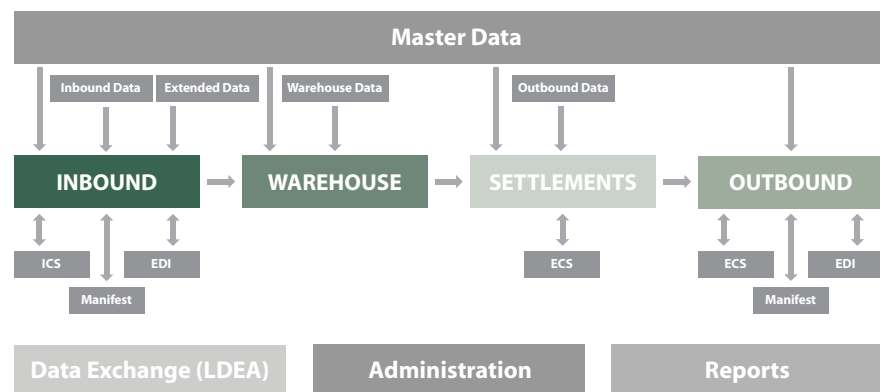 Master Data
Inbound Data
Extended Data
Warehouse Data
Outbound Data
INBOUND
WAREHOUSE
SETTLEMENTS
OUTBOUND
ICS
EDI
ECS
ECS
EDI
Manifest
Manifest
Data Exchange (LDEA)
Administration
Reports